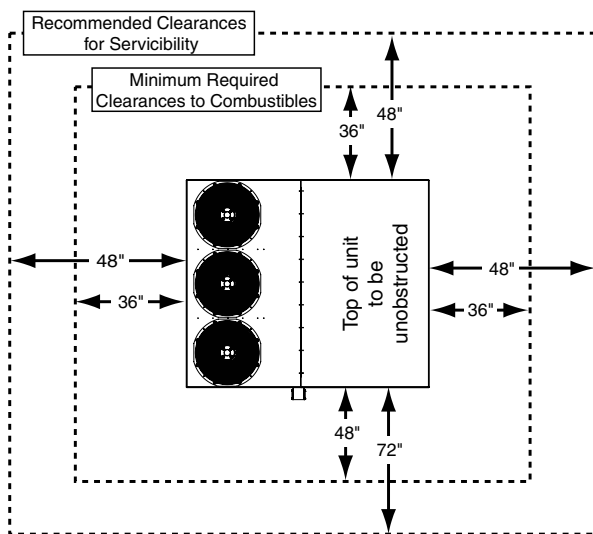 Recommended Clearances
for Servicibility
Minimum Required
Clearances to Combustibles
36"
48"
48"
36"
Top of unit
to be
unobstructed
48"
36"
48"
72"